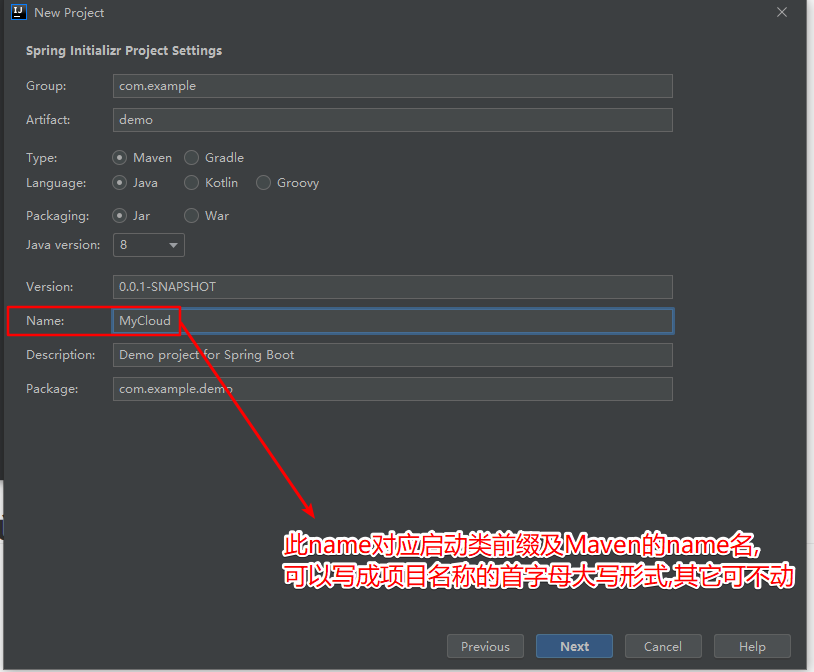 New Project
Spring Initializr Project Settings
Group: com.example
Artifact: demo
Type: Maven Gradle
Language: Java Kotlin Groovy
Packaging: Jar War
Java version: 8
Version: 0.0.1-SNAPSHOT
Name: MyCloud
Description: Demo project for Spring Boot
Package: com.example.demo
此name对应启动类前缀及Maven的name名,
可以写成项目名称的首字母大写形式,其它可不动
Previous Next Cancel Help